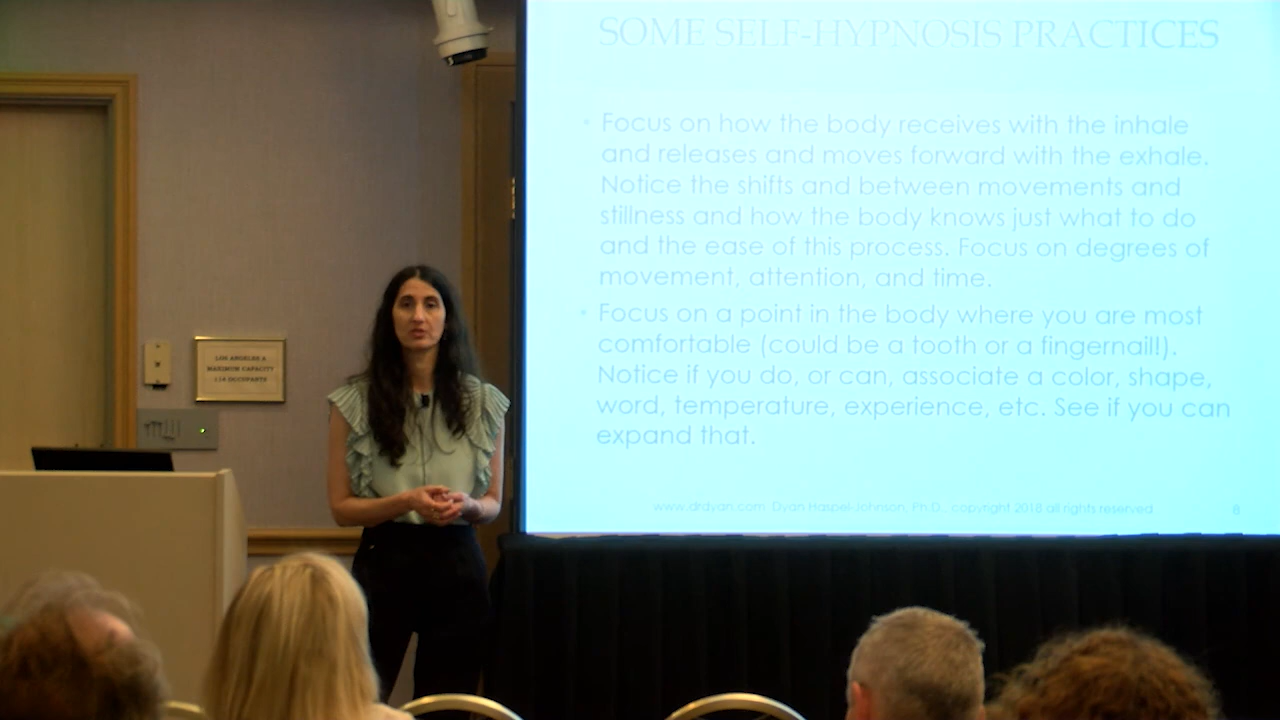 SOME SELF-HYPNOSIS PRACTICES
• Focus on how the body receives with the inhale
and releases and moves forward with the exhale.
Notice the shifts and between movements and
stillness and how the body knows just what to do
and the ease of this process. Focus on degrees of
movement, attention, and time.
• Focus on a point in the body where you are most
comfortable (could be a tooth or a fingernail!).
Notice if you do, or can, associate a color, shape,
word, temperature, experience, etc. See if you can
expand that.
www.drdyan.com Dyan Haspel-Johnson, Ph.D., copyright 2018 all rights reserved
8
LOS ANGELES A
MAXIMUM CAPACITY
114 OCCUPANTS